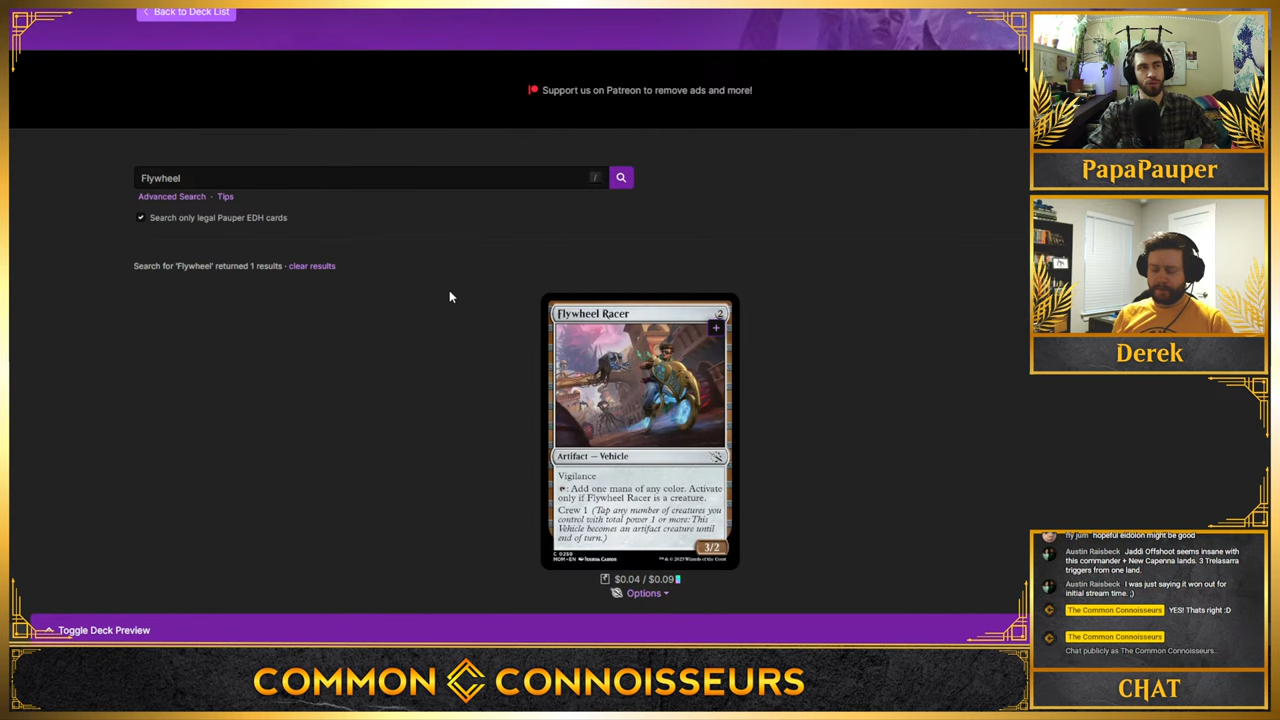 Back to Deck List
Support us on Patreon to remove ads and more!
Flywheel
/
Advanced Search · Tips
Search only legal Pauper EDH cards
Search for 'Flywheel' returned 1 results · clear results
Flywheel Racer 2
+
Artifact — Vehicle
Vigilance
: Add one mana of any color. Activate
only if Flywheel Racer is a creature.
Crew 1 (Tap any number of creatures you
control with total power 1 or more: This
Vehicle becomes an artifact creature until
end of turn.)
3/2
C 0260
$0.04 / $0.09
Options
Toggle Deck Preview
COMMON CONNOISSEURS
PapaPauper
Derek
hopeful eidolon might be good
Austin Raisbeck Jaddi Offshoot seems insane with
this commander + New Capenna lands. 3 Trelasarra
triggers from one land.
Austin Raisbeck I was just saying it won out for
initial stream time. ;)
The Common Connoisseurs YES! Thats right :D
The Common Connoisseurs
Chat publicly as The Common Connoisseurs...
CHAT